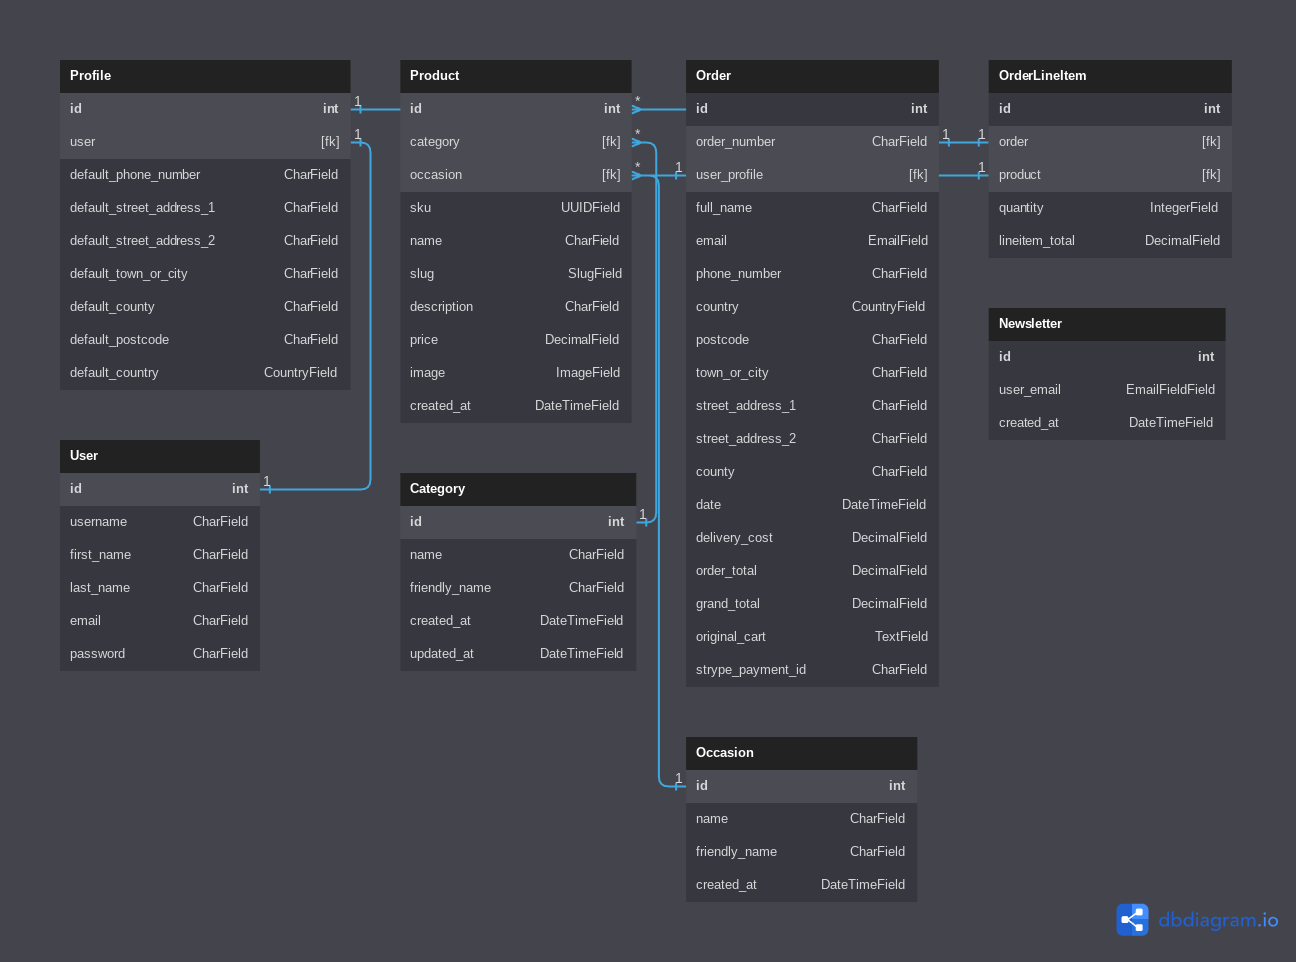 Profile
id int
user [fk]
default_phone_number CharField
default_street_address_1 CharField
default_street_address_2 CharField
default_town_or_city CharField
default_county CharField
default_postcode CharField
default_country CountryField
1
1
User
id int
username CharField
first_name CharField
last_name CharField
email CharField
password CharField
1
Product
id int
category [fk]
occasion [fk]
sku UUIDField
name CharField
slug SlugField
description CharField
price DecimalField
image ImageField
created_at DateTimeField
*
*
*
1
Category
id int
name CharField
friendly_name CharField
created_at DateTimeField
updated_at DateTimeField
1
Order
id int
order_number CharField
user_profile [fk]
full_name CharField
email EmailField
phone_number CharField
country CountryField
postcode CharField
town_or_city CharField
street_address_1 CharField
street_address_2 CharField
county CharField
date DateTimeField
delivery_cost DecimalField
order_total DecimalField
grand_total DecimalField
original_cart TextField
strype_payment_id CharField
1 1
1
Occasion
1
id int
name CharField
friendly_name CharField
created_at DateTimeField
OrderLineItem
id int
order [fk]
product [fk]
quantity IntegerField
lineitem_total DecimalField
Newsletter
id int
user_email EmailFieldField
created_at DateTimeField
dbdiagram.io